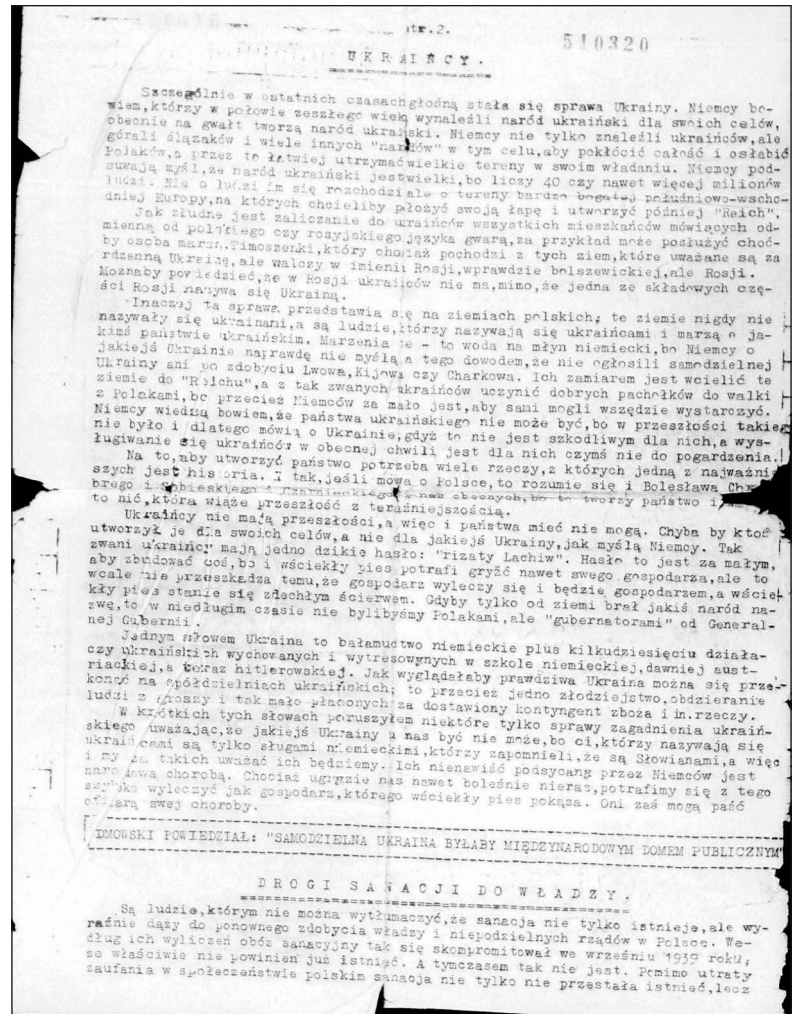 str.2.
510320
UKRAIŃCY.
Szczególnie w ostatnich czasach głośną stała się sprawa Ukrainy. Niemcy bo-
wiem,którzy w połowie zeszłego wieku wynaleźli naród ukraiński dla swoich celów,
obecnie na gwałt tworzą naród ukraiński. Niemcy nie tylko znaleźli ukraińców,ale
górali ślązaków i wiele innych "narodów" w tym celu,aby pokłócić całość i osłabić
Polaków,a przez to łatwiej utrzymać wielkie tereny w swoim władaniu. Niemcy pod-
suwają myśl,że naród ukraiński jestwielki,bo liczy 40 czy nawet więcej milionów
ludzi. Nie o ludzi im się rozchodzi ale o tereny bardzo bogatej południowo-wscho-
dniej Europy,na których chcieliby położyć swoją łapę i utworzyć później "Reich".
Jak złudne jest zaliczanie do uraińców wszystkich mieszkańców mówiących od-
mienną od polskiego czy rosyjskiego języka gwarą,za przykład może posłużyć choć-
by osoba marsz.Timoszenki,który chociaż pochodzi z tych ziem,które uważane są za
rdzenną Ukrainę,ale walczy w imieniu Rosji,wprawdzie bolszewickiej,ale Rosji.
Możnaby powiedzieć,że w Rosji ukraińców nie ma,mimo,że jedna ze składowych czę-
ści Rosji nazywa się Ukrainą.
Inaczej ta sprawa przedstawia się na ziemiach polskich; te ziemie nigdy nie
nazywały się ukrainami,a są ludzie,którzy nazywają się ukraińcami i marzą o ja-
kimś państwie ukraińskim. Marzenia te - to woda na młyn niemiecki,bo Niemcy o
jakiejś Ukrainie naprawdę nie myślą,a tego dowodem,że nie ogłosili samodzielnej
Ukrainy ani po zdobyciu Lwowa,Kijowa czy Charkowa. Ich zamiarem jest wcielić te
ziemie do "Reichu",a z tak zwanych ukraińców uczynić dobrych pachołków do walki
z Polakami,bo przecież Niemców za mało jest,aby sami mogli wszędzie wystarczyć.
Niemcy wiedzą bowiem,że państwa ukraińskiego nie może być,bo w przeszłości takieg
nie było i dlatego mówią o Ukrainie,gdyż to nie jest szkodliwym dla nich,a wys-
ługiwanie się ukraińców w obecnej chwili jest dla nich czymś nie do pogardzenia.
Na to,aby utworzyć państwo potrzeba wiele rzeczy,z których jedną z najważnie
szych jest historia. I tak,jeśli mowa o Polsce,to rozumie się i Bolesława Chro
brego i Sobieskiego i Czarnieckiego i nas obecnych,bo to tworzy państwo i
to nić,która wiąże przeszłość z teraźniejszością.
Ukraińcy nie mają przeszłości,a więc i państwa mieć nie mogą. Chyba by ktoś
utworzył je dla swoich celów,a nie dla jakiejś Ukrainy,jak myślą Niemcy. Tak
zwani ukraińcy mają jedno dzikie hasło: "rizaty Lachiw". Hasło to jest za małym,
aby zbudować coś,bo i wściekły pies potrafi gryźć nawet swego gospodarza,ale to
wcale nie przeszkadza temu,że gospodarz wyleczy się i będzie gospodarzem,a wście-
kły pies stanie się zdechłym ścierwem. Gdyby tylko od ziemi brał jakiś naród na-
zwę,to w niedługim czasie nie bylibyśmy Polakami,ale "gubernatorami" od General-
nej Gubernii.
Jednym słowem Ukraina to bałamuctwo niemieckie plus kilkudziesięciu działa-
czy ukraińskich wychowanych i wytresowanych w szkole niemieckiej,dawniej aust-
riackiej,a teraz hitlerowskiej. Jak wyglądałaby prawdziwa Ukraina można się prze-
konać na spółdzielniach ukraińskich; to przecież jedno złodziejstwo,obdzieranie
ludzi z groszy i tak mało płaconych za dostawiony kontyngent zboża i in.rzeczy.
W krótkich tych słowach poruszyłem niektóre tylko sprawy zagadnienia ukraiń-
skiego uważając,że jakiejś Ukrainy u nas być nie może,bo ci,którzy nazywają się
ukraińcami są tylko sługami niemieckimi,którzy zapomnieli,że są Słowianami,a więc
i my za takich uważać ich będziemy. Ich nienawiść podsycana przez Niemców jest
narodową chorobą. Chociaż ugryzie nas nawet boleśnie nieraz,potrafimy się z tego
szybko wyleczyć jak gospodarz,którego wściekły pies pokąsa. Oni zaś mogą paść
ofiarą swej choroby.
DMOWSKI POWIEDZIAŁ: "SAMODZIELNA UKRAINA BYŁABY MIĘDZYNARODOWYM DOMEM PUBLICZNYM"
DROGI SANACJI DO WŁADZY.
Są ludzie,którym nie można wytłumaczyć,że sanacja nie tylko istnieje,ale wy-
raźnie dąży do ponownego zdobycia władzy i niepodzielnych rządów w Polsce. We-
dług ich wyliczeń obóz sanacyjny tak się skompromitował we wrześniu 1939 roku,
że właściwie nie powinien już istnieć. A tymczasem tak nie jest. Pomimo utraty
zaufania w społeczeństwie polskim sanacja nie tylko nie przestała istnieć,lecz